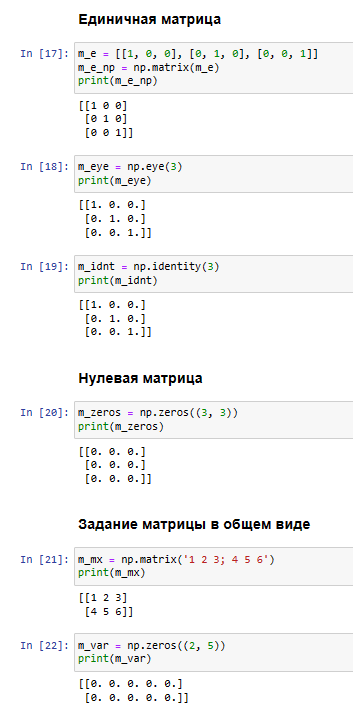 Единичная матрица
In [17]: m_e = [[1, 0, 0], [0, 1, 0], [0, 0, 1]]
m_e_np = np.matrix(m_e)
print(m_e_np)
[[1 0 0]
[0 1 0]
[0 0 1]]
In [18]: m_eye = np.eye(3)
print(m_eye)
[[1. 0. 0.]
[0. 1. 0.]
[0. 0. 1.]]
In [19]: m_idnt = np.identity(3)
print(m_idnt)
[[1. 0. 0.]
[0. 1. 0.]
[0. 0. 1.]]
Нулевая матрица
In [20]: m_zeros = np.zeros((3, 3))
print(m_zeros)
[[0. 0. 0.]
[0. 0. 0.]
[0. 0. 0.]]
Задание матрицы в общем виде
In [21]: m_mx = np.matrix('1 2 3; 4 5 6')
print(m_mx)
[[1 2 3]
[4 5 6]]
In [22]: m_var = np.zeros((2, 5))
print(m_var)
[[0. 0. 0. 0. 0.]
[0. 0. 0. 0. 0.]]